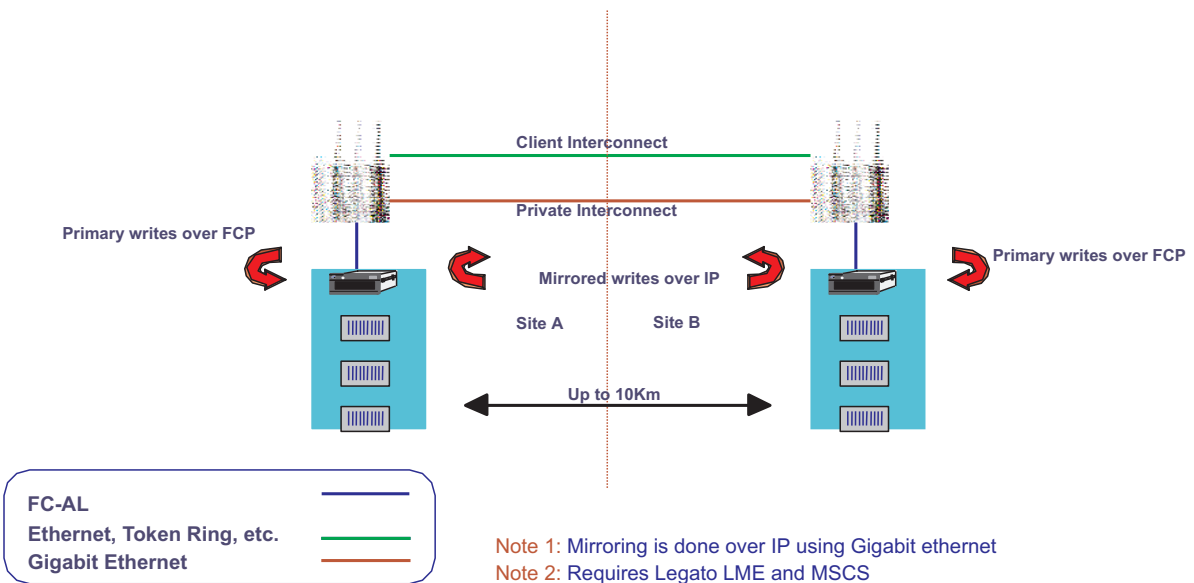 Client Interconnect
Private Interconnect
Primary writes over FCP
Mirrored writes over IP
Primary writes over FCP
Site A
Site B
Up to 10Km
FC-AL
Ethernet, Token Ring, etc.
Gigabit Ethernet
Note 1: Mirroring is done over IP using Gigabit ethernet
Note 2: Requires Legato LME and MSCS